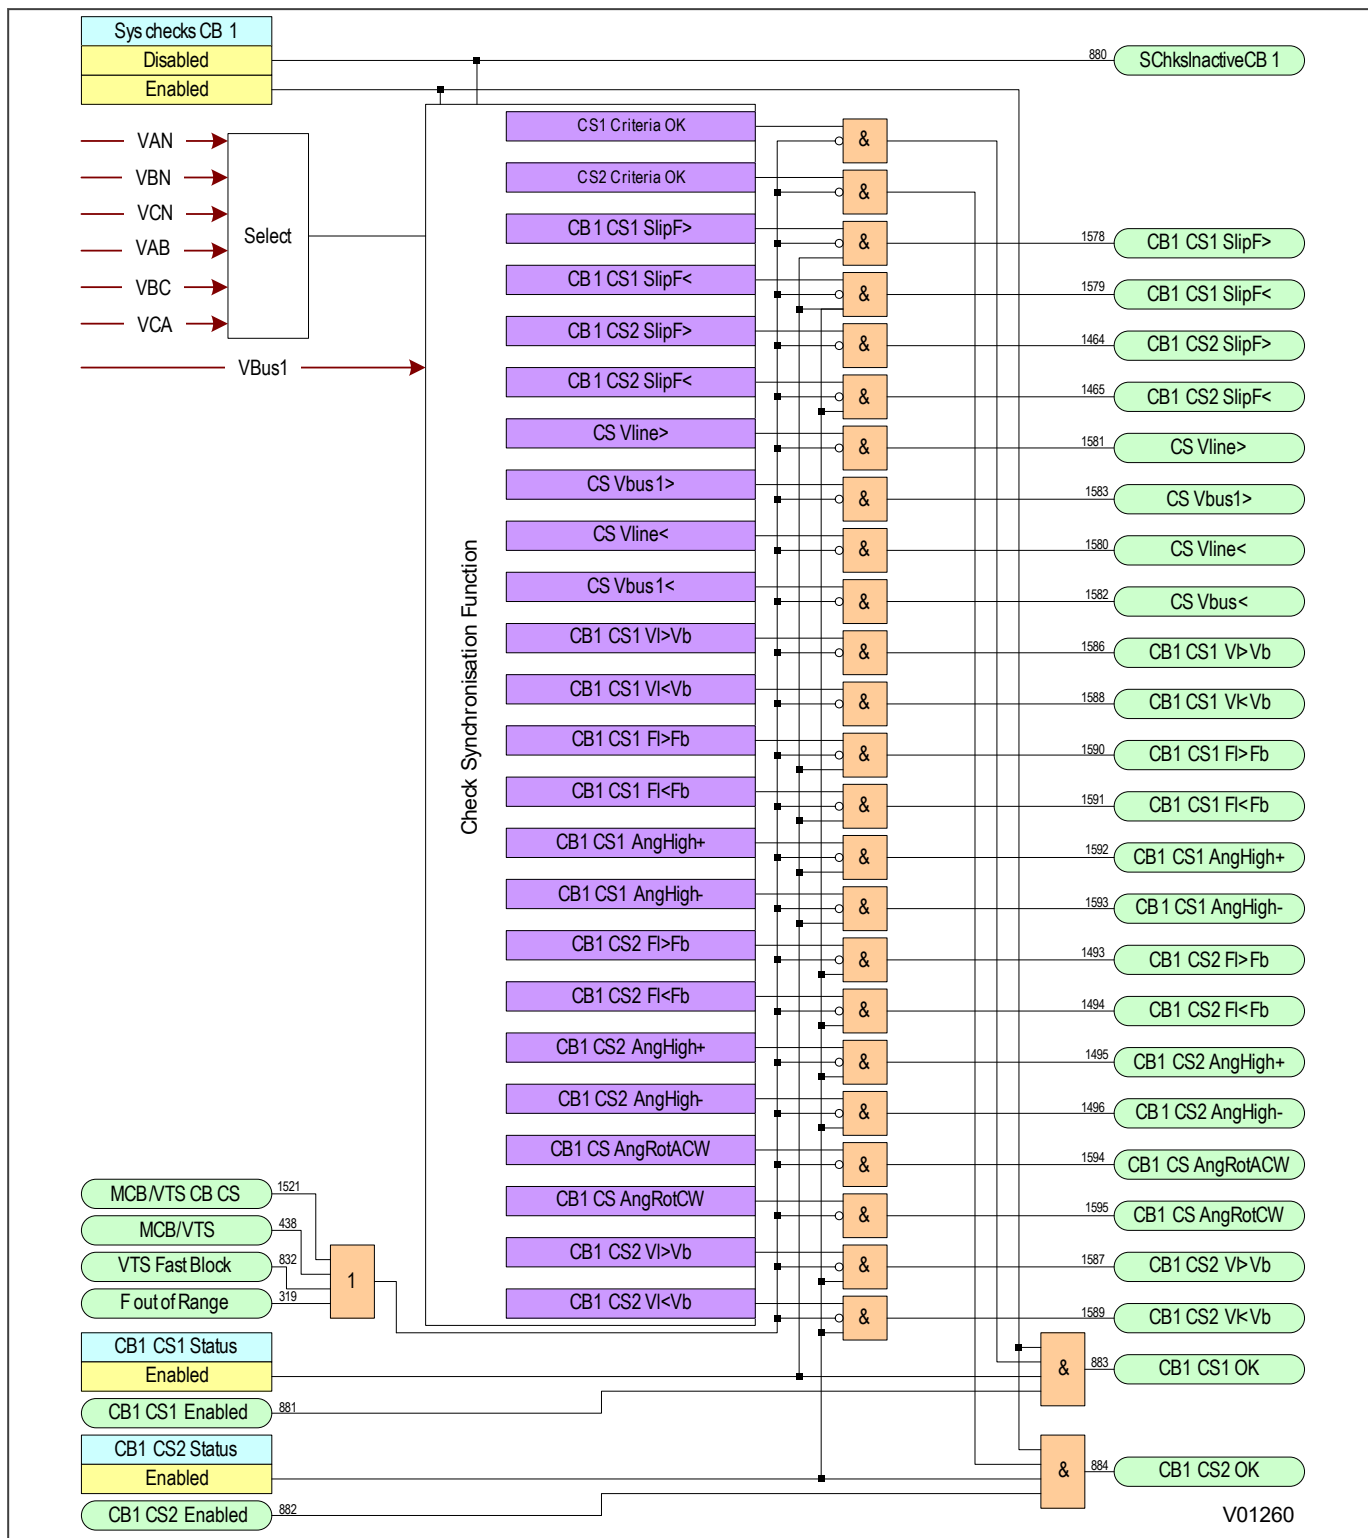 Sys checks CB 1
Disabled
Enabled
880
SChksInactiveCB 1
VAN
VBN
VCN
VAB
VBC
VCA
Select
VBus1
Check Synchronisation Function
CS1 Criteria OK
&
CS2 Criteria OK
&
CB 1 CS1 SlipF>
&
1578
CB1 CS1 SlipF>
CB 1 CS1 SlipF<
&
1579
CB1 CS1 SlipF<
CB 1 CS2 SlipF>
&
1464
CB1 CS2 SlipF>
CB 1 CS2 SlipF<
&
1465
CB1 CS2 SlipF<
CS Vline>
&
1581
CS Vline>
CS Vbus1>
&
1583
CS Vbus1>
CS Vline<
&
1580
CS Vline<
CS Vbus1<
&
1582
CS Vbus<
CB1 CS1 Vl>Vb
&
1586
CB1 CS1 Vl>Vb
CB1 CS1 Vl<Vb
&
1588
CB1 CS1 Vl<Vb
CB1 CS1 Fl>Fb
&
1590
CB1 CS1 Fl>Fb
CB1 CS1 Fl<Fb
&
1591
CB1 CS1 Fl<Fb
CB1 CS1 AngHigh+
&
1592
CB1 CS1 AngHigh+
CB1 CS1 AngHigh-
&
1593
CB1 CS1 AngHigh-
CB1 CS2 Fl>Fb
&
1493
CB1 CS2 Fl>Fb
CB1 CS2 Fl<Fb
&
1494
CB1 CS2 Fl<Fb
CB1 CS2 AngHigh+
&
1495
CB1 CS2 AngHigh+
CB1 CS2 AngHigh-
&
1496
CB1 CS2 AngHigh-
CB1 CS AngRotACW
&
1594
CB1 CS AngRotACW
CB1 CS AngRotCW
&
1595
CB1 CS AngRotCW
CB1 CS2 Vl>Vb
&
1587
CB1 CS2 Vl>Vb
CB1 CS2 Vl<Vb
&
1589
CB1 CS2 Vl<Vb
MCB/VTS CB CS
1521
MCB/VTS
438
VTS Fast Block
832
F out of Range
319
1
CB1 CS1 Status
Enabled
CB1 CS1 Enabled
881
&
883
CB1 CS1 OK
CB1 CS2 Status
Enabled
CB1 CS2 Enabled
882
&
884
CB1 CS2 OK
V01260